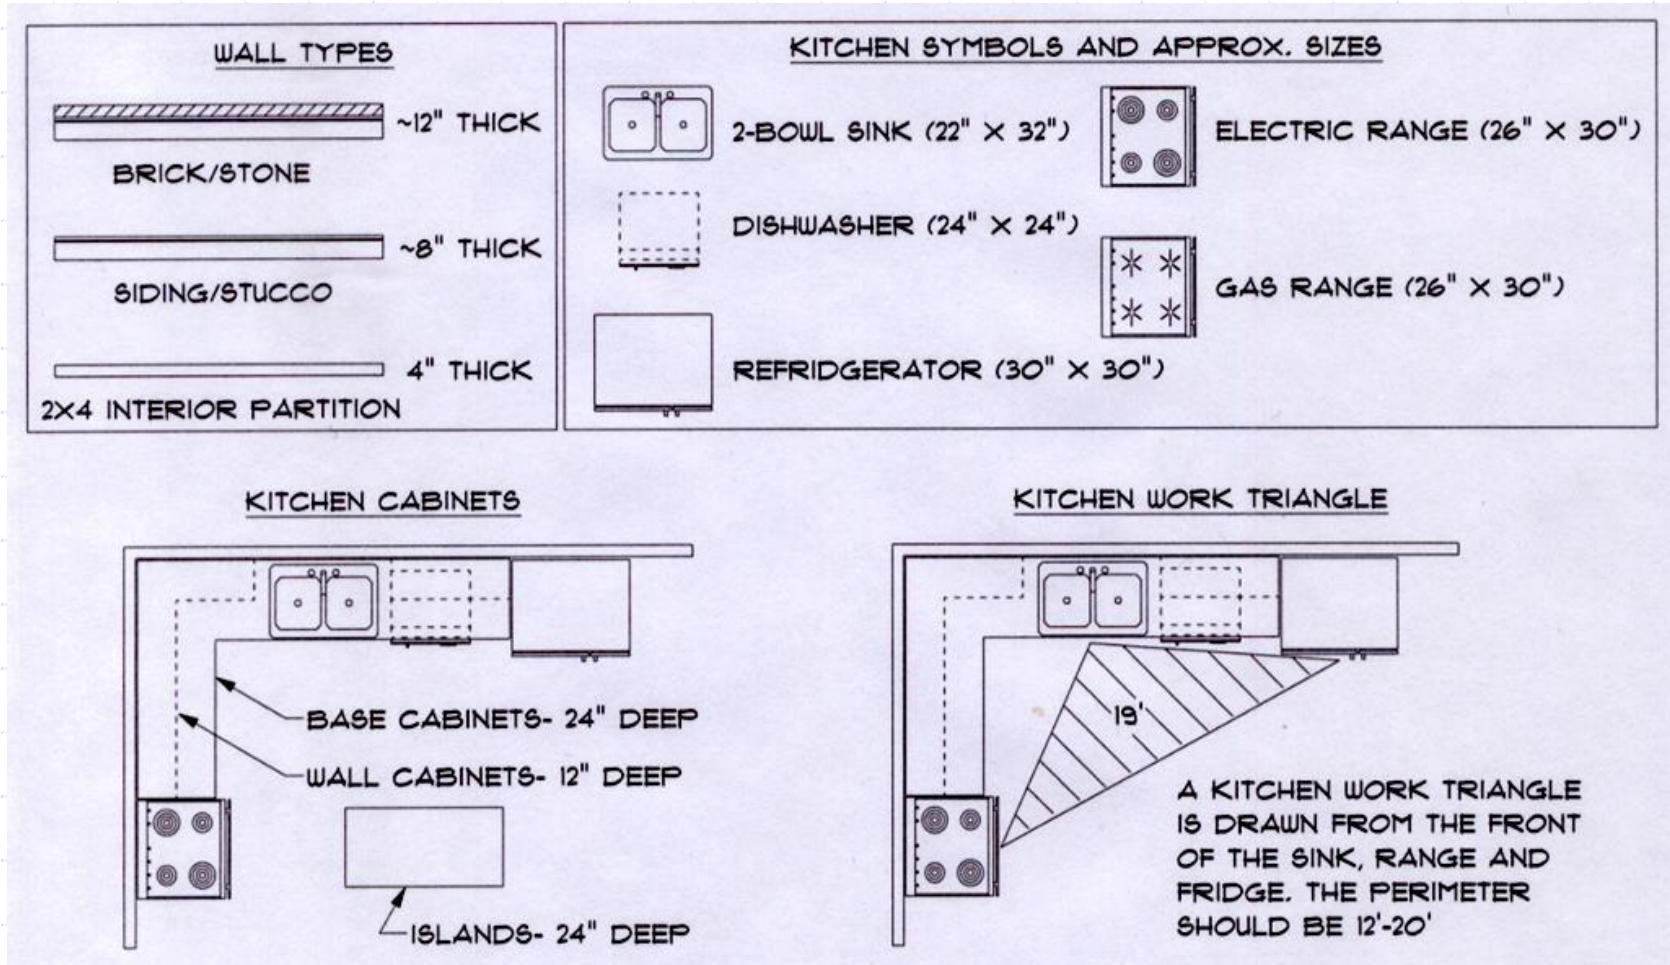 WALL TYPES
~12" THICK
BRICK/STONE
~8" THICK
SIDING/STUCCO
4" THICK
2X4 INTERIOR PARTITION
KITCHEN SYMBOLS AND APPROX. SIZES
2-BOWL SINK (22" X 32")
ELECTRIC RANGE (26" X 30")
DISHWASHER (24" X 24")
GAS RANGE (26" X 30")
REFRIDGERATOR (30" X 30")
KITCHEN CABINETS
BASE CABINETS- 24" DEEP
WALL CABINETS- 12" DEEP
ISLANDS- 24" DEEP
KITCHEN WORK TRIANGLE
19'
A KITCHEN WORK TRIANGLE
IS DRAWN FROM THE FRONT
OF THE SINK, RANGE AND
FRIDGE. THE PERIMETER
SHOULD BE 12'-20'